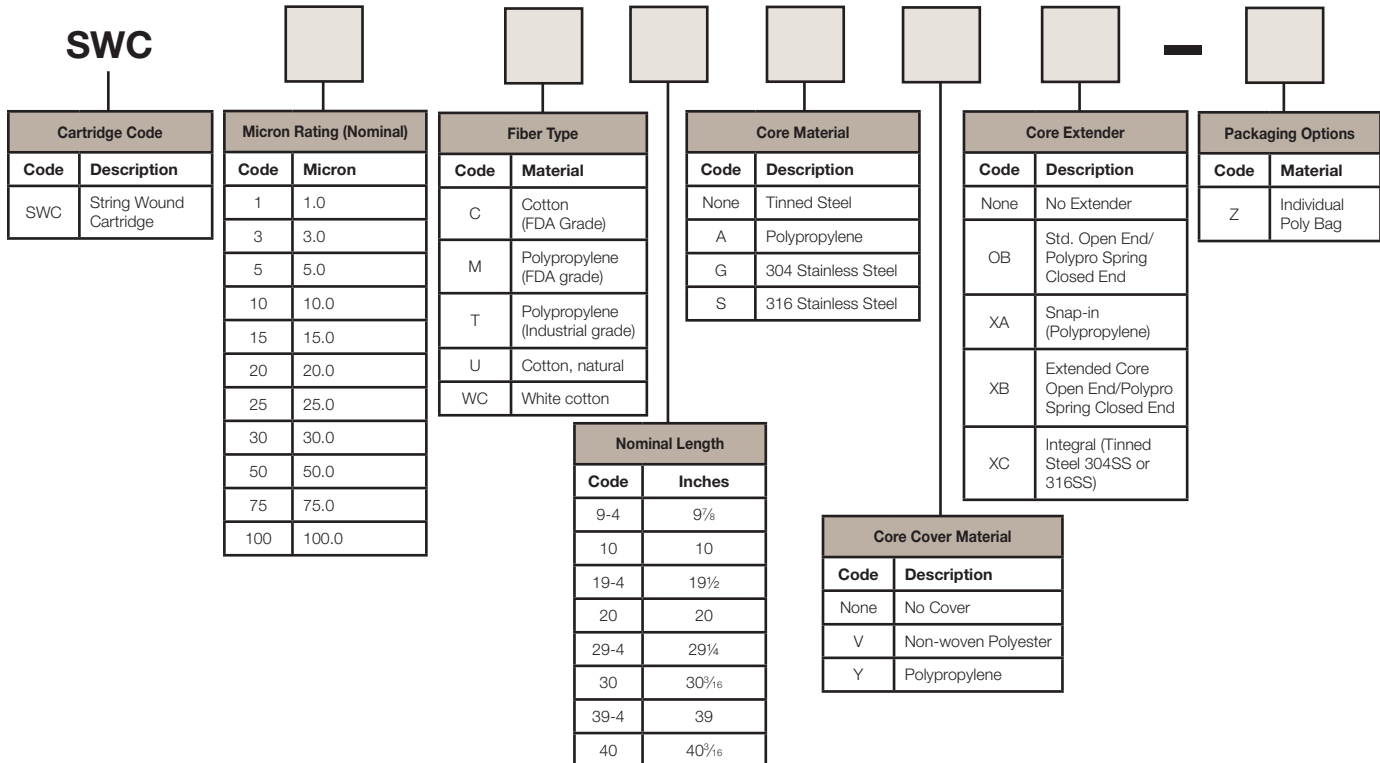 SWC
Cartridge Code
Code Description
SWC String Wound
Cartridge
Micron Rating (Nominal)
Code Micron
1 1.0
3 3.0
5 5.0
10 10.0
15 15.0
20 20.0
25 25.0
30 30.0
50 50.0
75 75.0
100 100.0
Fiber Type
Code Material
C Cotton
(FDA Grade)
M Polypropylene
(FDA grade)
T Polypropylene
(Industrial grade)
U Cotton, natural
WC White cotton
Nominal Length
Code Inches
9-4 9⅞
10 10
19-4 19½
20 20
29-4 29¼
30 30³⁄₁₆
39-4 39
40 40³⁄₁₆
Core Material
Code Description
None Tinned Steel
A Polypropylene
G 304 Stainless Steel
S 316 Stainless Steel
Core Cover Material
Code Description
None No Cover
V Non-woven Polyester
Y Polypropylene
Core Extender
Code Description
None No Extender
OB Std. Open End/
Polypro Spring
Closed End
XA Snap-in
(Polypropylene)
XB Extended Core
Open End/Polypro
Spring Closed End
XC Integral (Tinned
Steel 304SS or
316SS)
Packaging Options
Code Material
Z Individual
Poly Bag